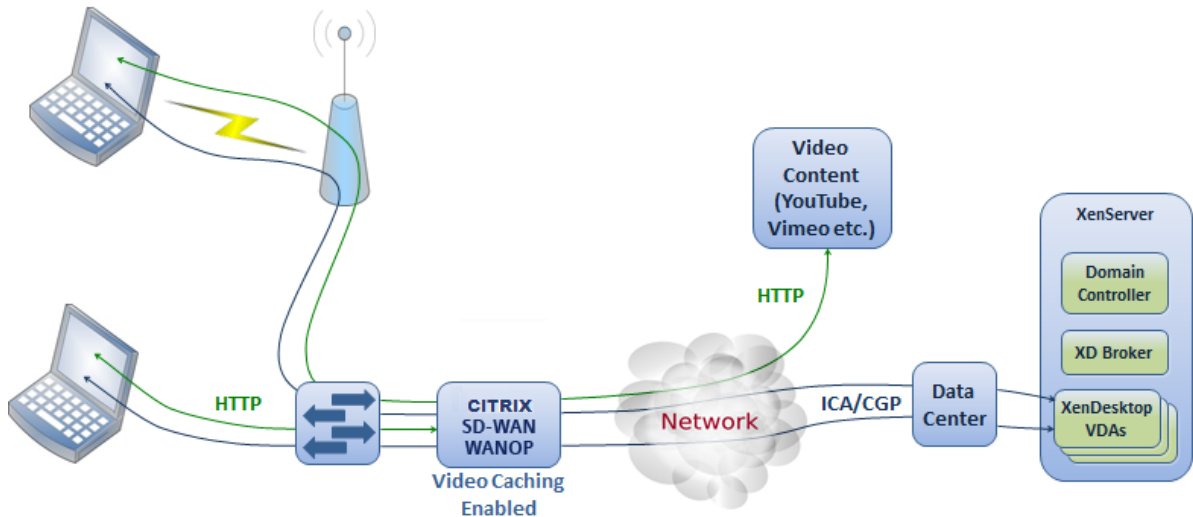 Video
Content
(YouTube,
Vimeo etc.)
XenServer
Domain
Controller
HTTP
XD Broker
HTTP
CITRIX
SD-WAN
WANOP
Network
ICA/CGP
Data
Center
XenDesktop
VDAs
Video Caching
Enabled